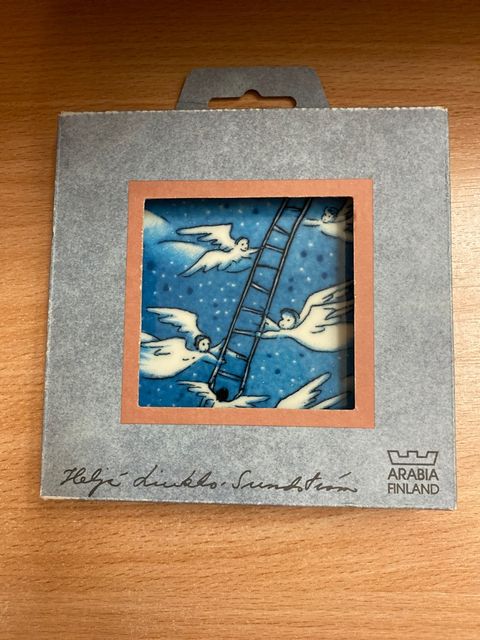 Heljä Liukko-Sundström
ARABIA
FINLAND